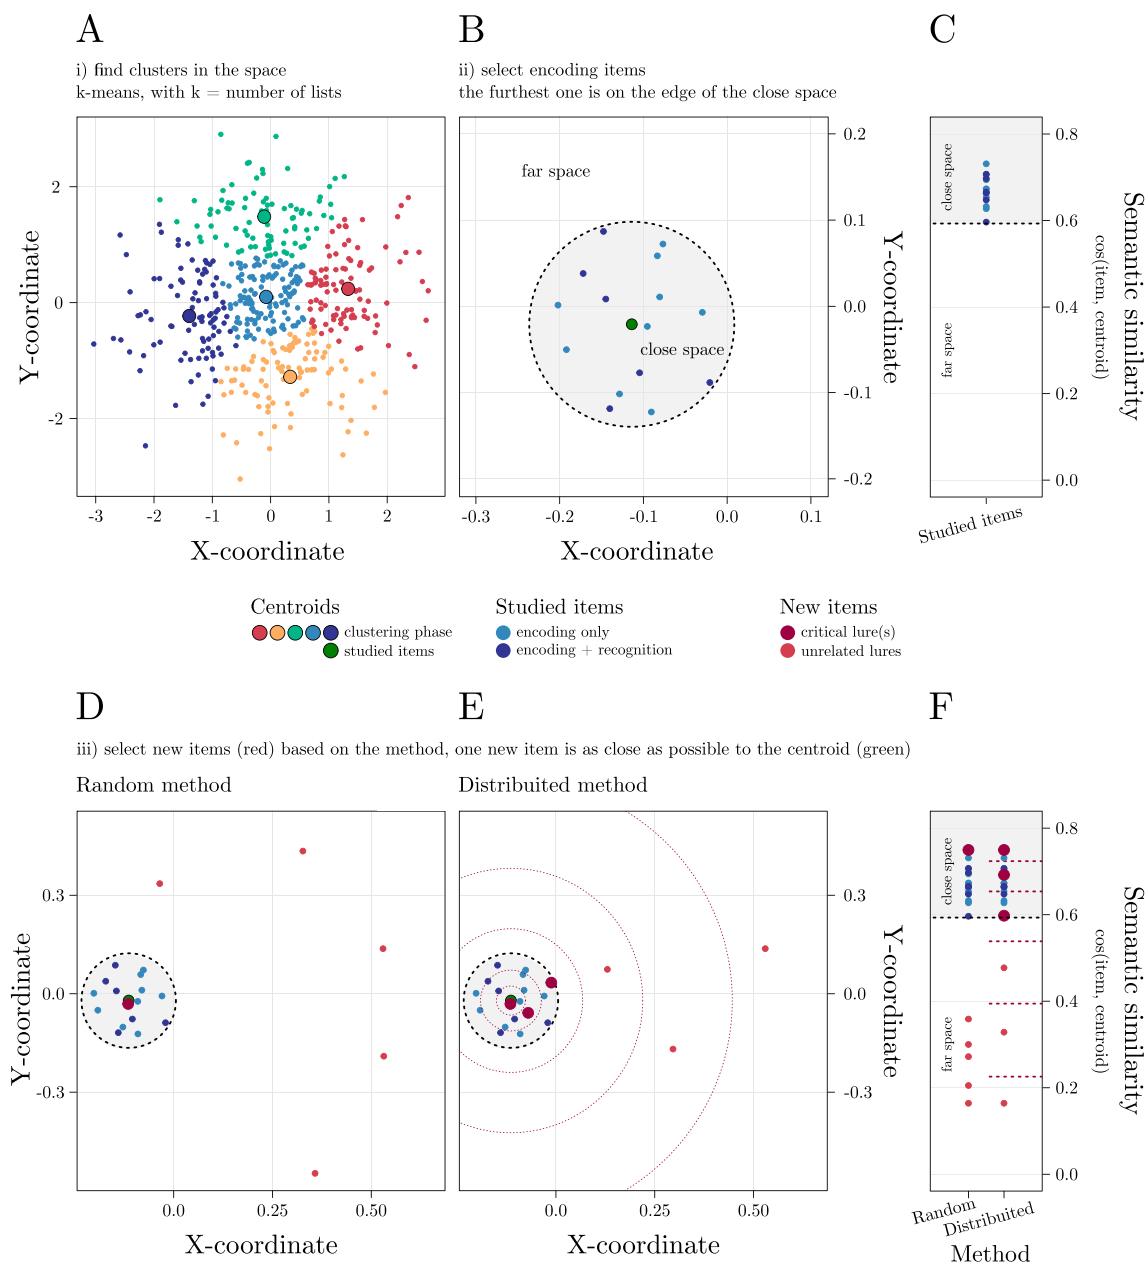 A
i) find clusters in the space
k-means, with k = number of lists
Y-coordinate
2
0
-2
-3
-2
-1
0
1
2
X-coordinate
B
ii) select encoding items
the furthest one is on the edge of the close space
far space
close space
0.2
0.1
0.0
-0.1
-0.2
Y-coordinate
-0.3
-0.2
-0.1
0.0
0.1
X-coordinate
C
close space
far space
0.8
0.6
0.4
0.2
0.0
cos(item, centroid)
Semantic similarity
Studied items
Centroids
clustering phase
studied items
Studied items
encoding only
encoding + recognition
New items
critical lure(s)
unrelated lures
D
E
F
iii) select new items (red) based on the method, one new item is as close as possible to the centroid (green)
Random method
Y-coordinate
0.3
0.0
-0.3
0.0
0.25
0.50
X-coordinate
Distribuited method
0.3
0.0
-0.3
Y-coordinate
0.0
0.25
0.50
X-coordinate
close space
far space
0.8
0.6
0.4
0.2
0.0
cos(item, centroid)
Semantic similarity
Random
Distribuited
Method